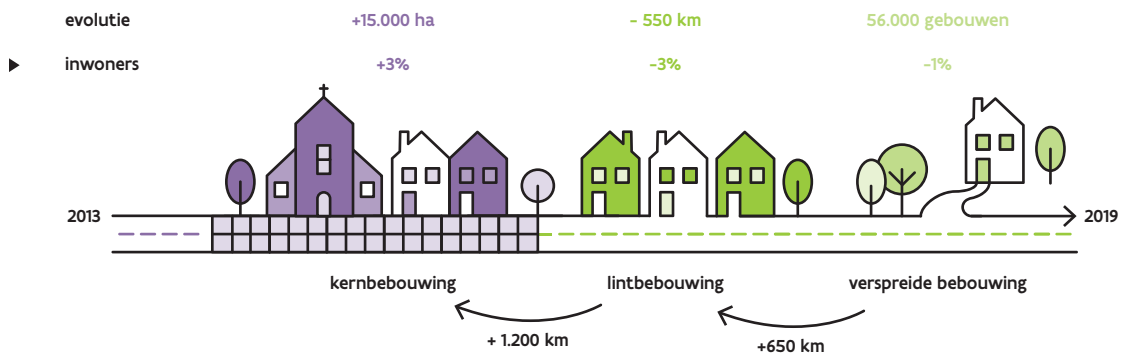 evolutie +15.000 ha - 550 km 56.000 gebouwen
inwoners +3% -3% -1%
2013 2019
kernbebouwing lintbebouwing verspreide bebouwing
+ 1.200 km +650 km